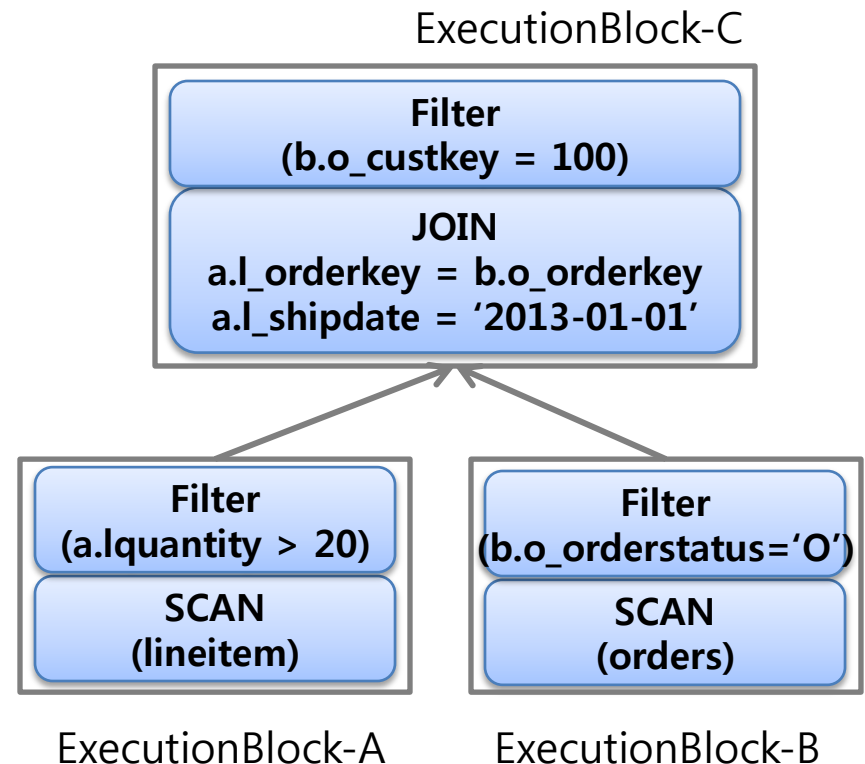 ExecutionBlock-C
Filter
(b.o_custkey = 100)
JOIN
a.l_orderkey = b.o_orderkey
a.l_shipdate = ‘2013-01-01’
Filter
(a.lquantity > 20)
SCAN
(lineitem)
ExecutionBlock-A
Filter
(b.o_orderstatus=‘O’)
SCAN
(orders)
ExecutionBlock-B